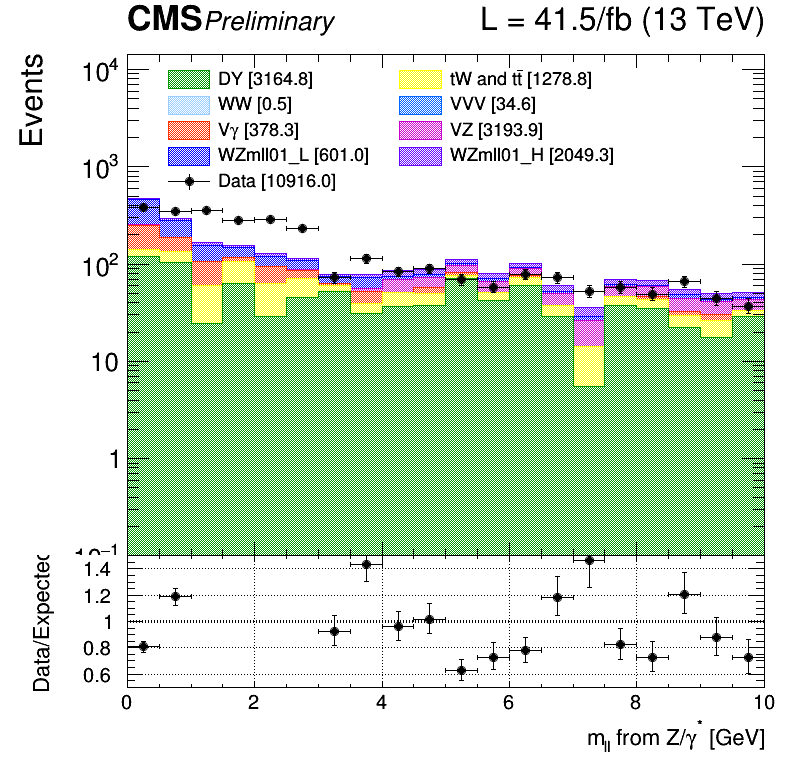 CMS Preliminary L = 41.5/fb (13 TeV)
Events
10⁴
10³
10²
10
1
10⁻¹
DY [3164.8]
tW and tt̄ [1278.8]
WW [0.5]
VVV [34.6]
Vγ [378.3]
VZ [3193.9]
WZmll01_L [601.0]
WZmll01_H [2049.3]
Data [10916.0]
Data/Expected
1.4
1.2
1
0.8
0.6
0 2 4 6 8 10
m_ll from Z/γ* [GeV]